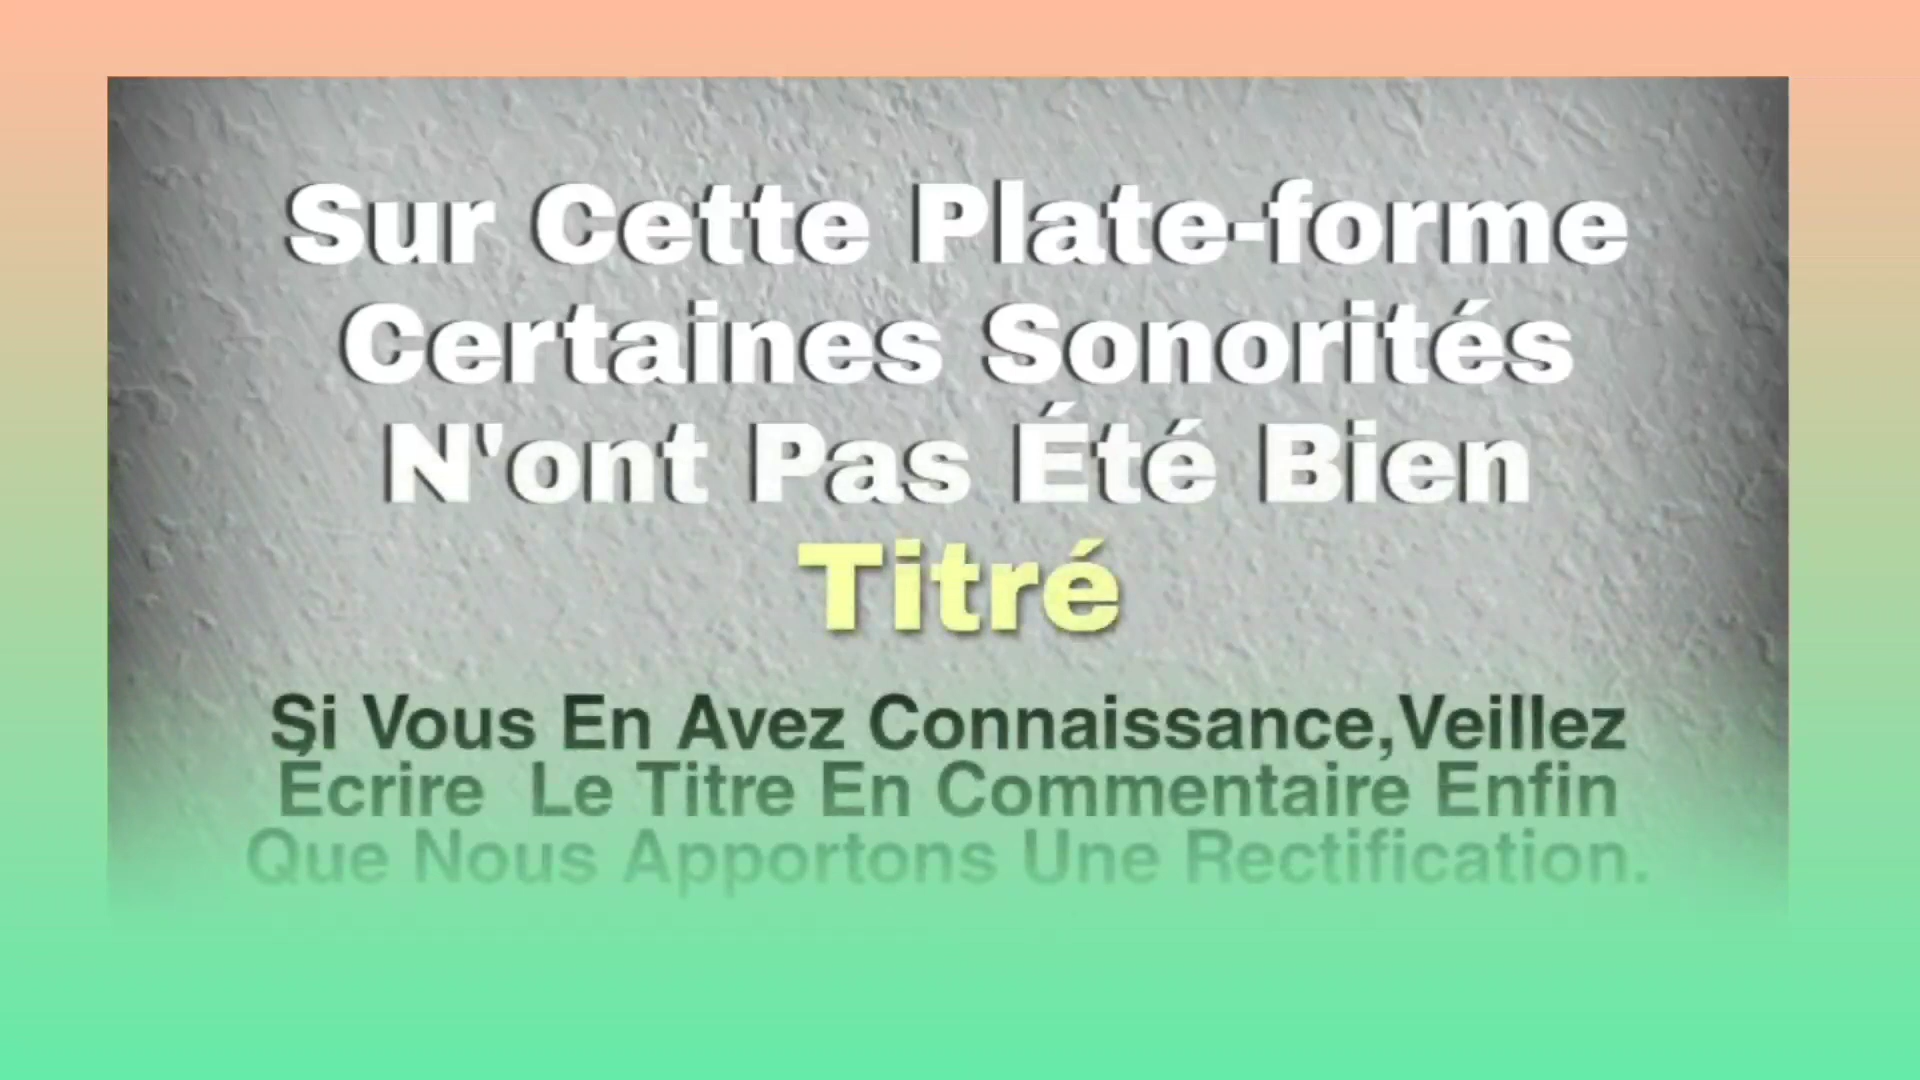 Sur Cette Plate-forme
Certaines Sonorités
N'ont Pas Été Bien
Titré
Si Vous En Avez Connaissance,Veillez
Écrire  Le Titre En Commentaire Enfin
Que Nous Apportons Une Rectification.